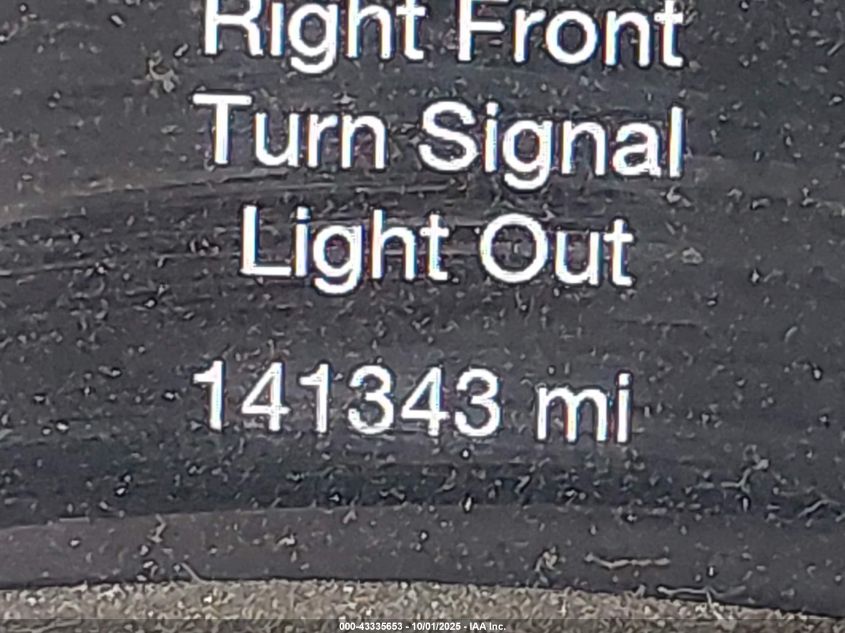 Right Front
Turn Signal
Light Out
141343 mi
000-43335653 - 10/01/2025 - IAA Inc.